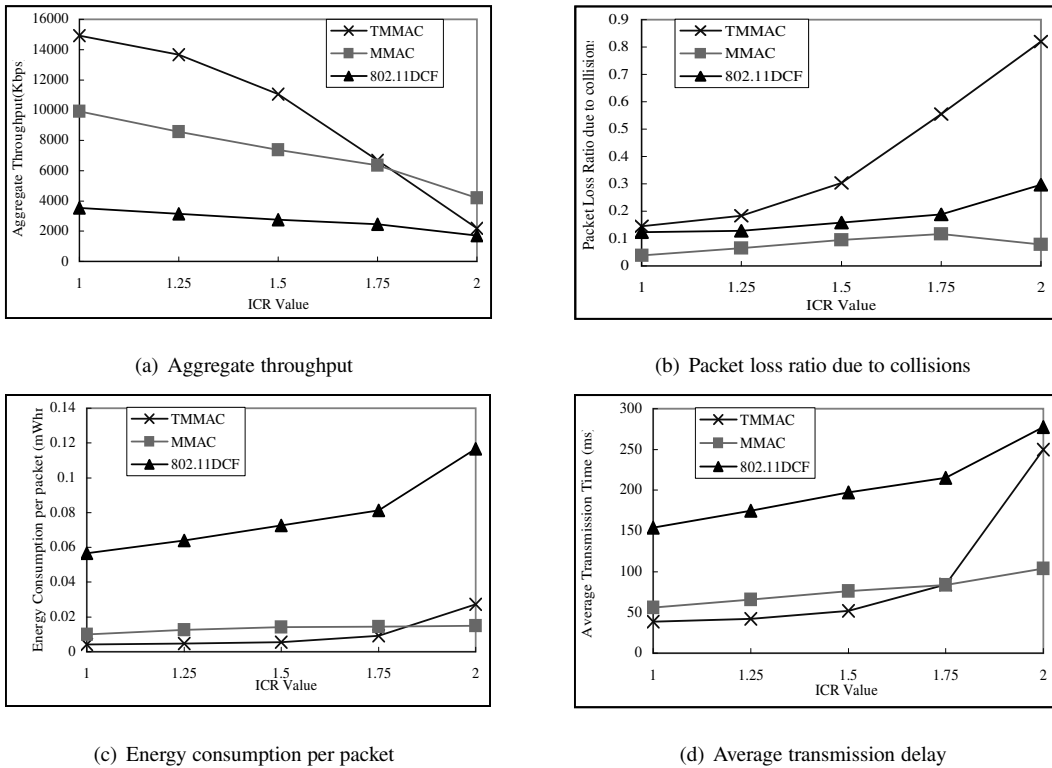 16000
14000
12000
10000
8000
6000
4000
2000
0
Aggregate Throughput(Kbps
TMMAC
MMAC
802.11DCF
1 1.25 1.5 1.75 2
ICR Value
(a) Aggregate throughput
0.9
0.8
0.7
0.6
0.5
0.4
0.3
0.2
0.1
0
Packet Loss Ratio due to collisions
TMMAC
MMAC
802.11DCF
1 1.25 1.5 1.75 2
ICR Value
(b) Packet loss ratio due to collisions
0.14
0.12
0.1
0.08
0.06
0.04
0.02
0
Energy Consumption per packet (mWhr
TMMAC
MMAC
802.11DCF
1 1.25 1.5 1.75 2
ICR Value
(c) Energy consumption per packet
300
250
200
150
100
50
0
Average Transmission Time (ms)
TMMAC
MMAC
802.11DCF
1 1.25 1.5 1.75 2
ICR Value
(d) Average transmission delay